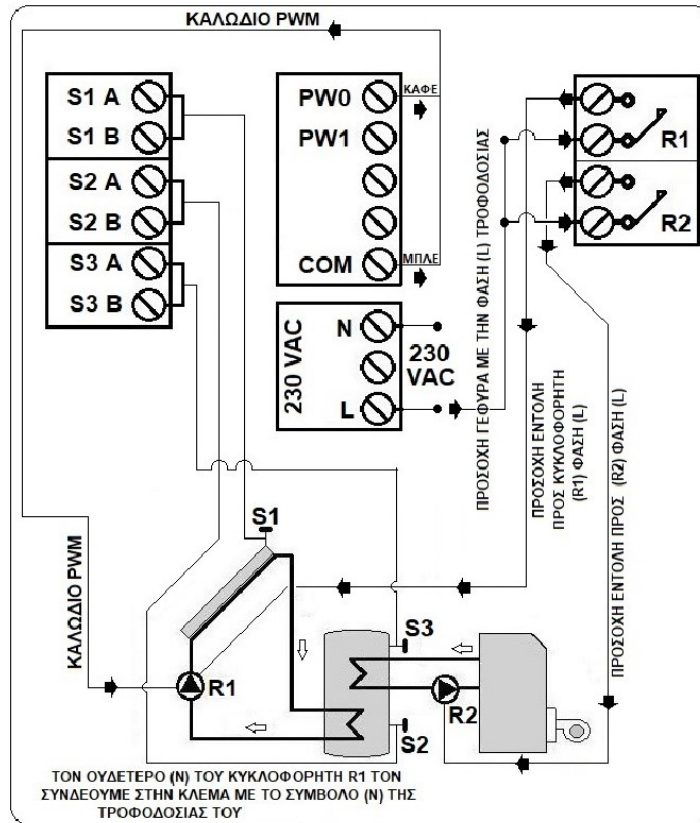 ΚΑΛΩΔΙΟ PWM
S1 A
S1 B
S2 A
S2 B
S3 A
S3 B
PW0
PW1
COM
ΚΑΦΕ
ΜΠΛΕ
230 VAC
N
L
230
VAC
R1
R2
ΠΡΟΣΟΧΗ ΓΕΦΥΡΑ ΜΕ ΤΗΝ ΦΑΣΗ (L) ΤΡΟΦΟΔΟΣΙΑΣ
ΠΡΟΣΟΧΗ ΕΝΤΟΛΗ
ΠΡΟΣ ΚΥΚΛΟΦΟΡΗΤΗ
(R1) ΦΑΣΗ (L)
ΠΡΟΣΟΧΗ ΕΝΤΟΛΗ ΠΡΟΣ (R2) ΦΑΣΗ (L)
ΚΑΛΩΔΙΟ PWM
S1
R1
S3
S2
R2
ΤΟΝ ΟΥΔΕΤΕΡΟ (N) ΤΟΥ ΚΥΚΛΟΦΟΡΗΤΗ R1 ΤΟΝ
ΣΥΝΔΕΟΥΜΕ ΣΤΗΝ ΚΛΕΜΑ ΜΕ ΤΟ ΣΥΜΒΟΛΟ (N) ΤΗΣ
ΤΡΟΦΟΔΟΣΙΑΣ ΤΟΥ